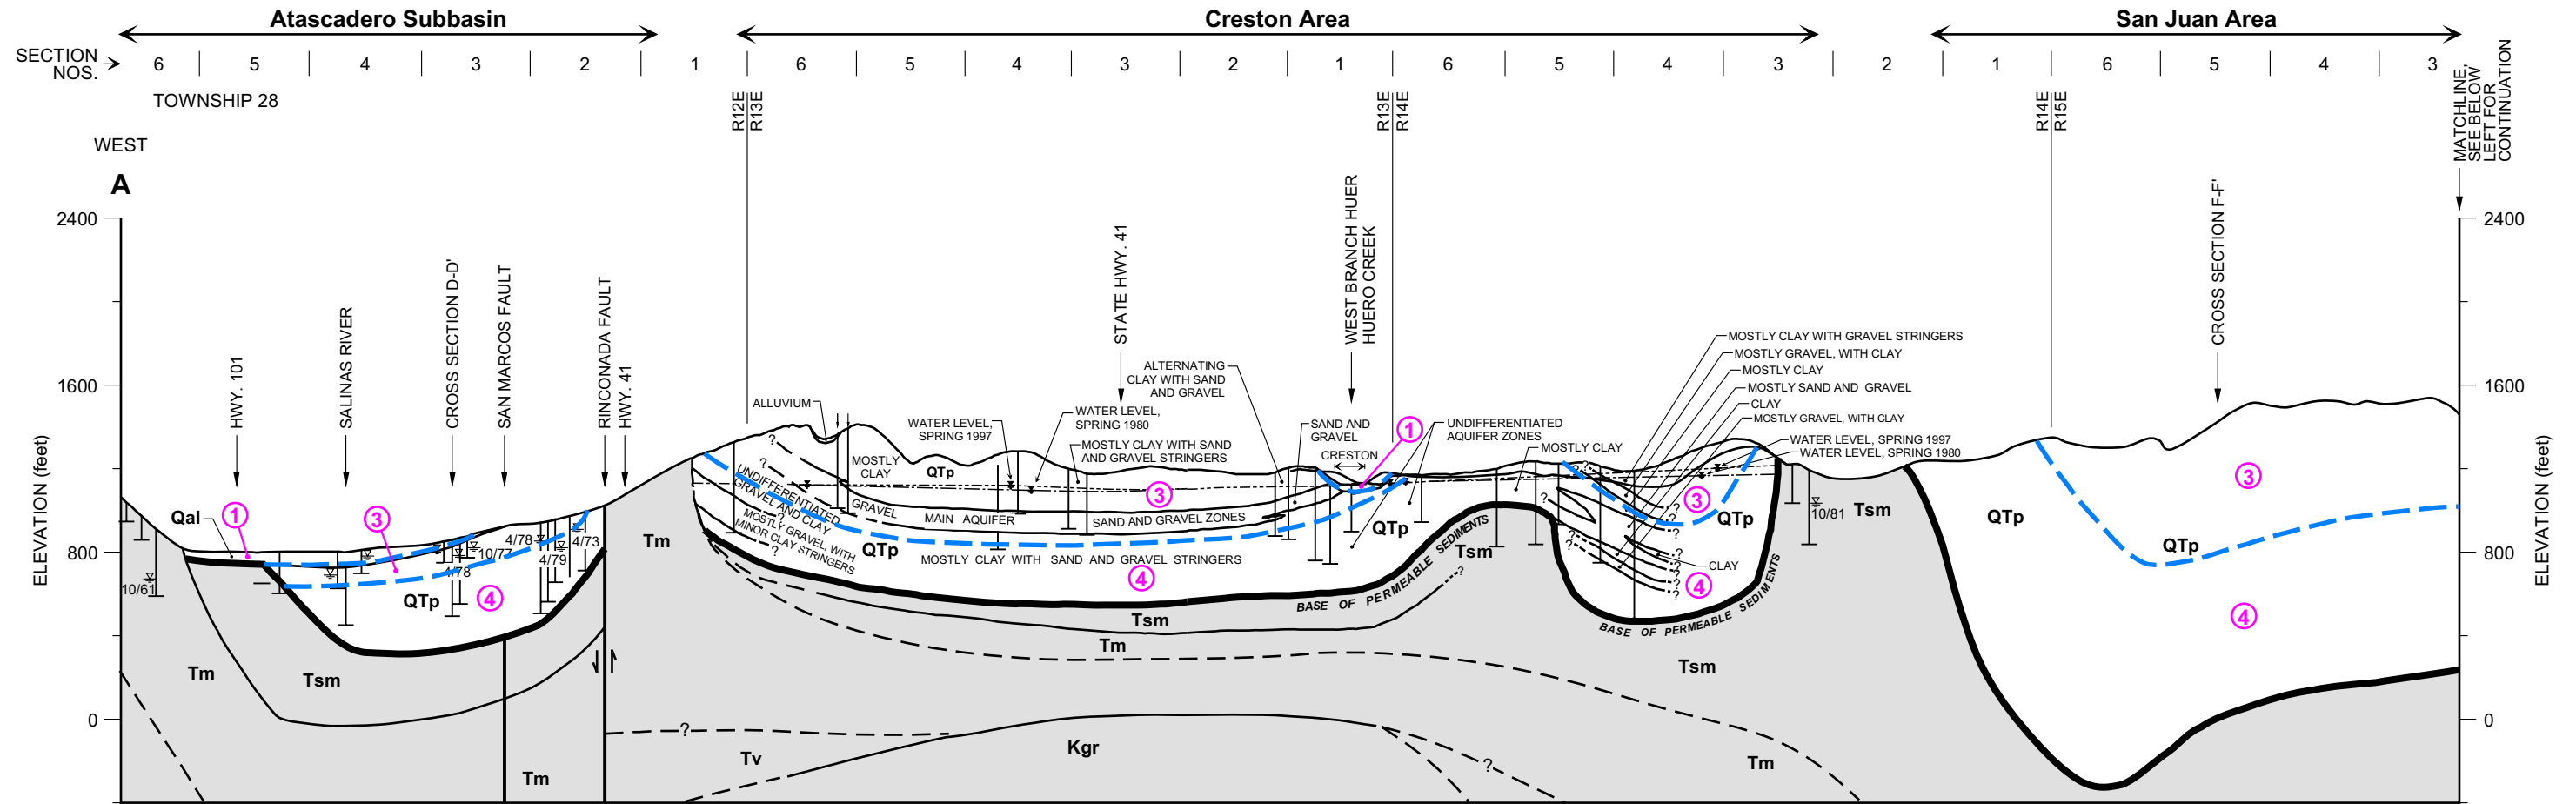 Atascadero Subbasin
Creston Area
San Juan Area
SECTION
NOS.
6 5 4 3 2 1 6 5 4 3 2 1 6 5 4 3 2 1 6 5 4 3
TOWNSHIP 28
R12E
R13E
R13E
R14E
R14E
R15E
MATCHLINE,
SEE BELOW
LEFT FOR
CONTINUATION
WEST
A
2400
1600
800
0
ELEVATION (feet)
HWY. 101
SALINAS RIVER
CROSS SECTION D-D'
SAN MARCOS FAULT
RINCONADA FAULT
HWY. 41
STATE HWY. 41
WEST BRANCH HUER
HUERO CREEK
CROSS SECTION F-F'
2400
1600
800
0
ELEVATION (feet)
Qal
1
3
10/61
4/78
10/77
4/78
4/79
4/73
QTp
4
Tm
Tsm
Tm
Tm
ALLUVIUM
?
?
?
?
?
UNDIFFERENTIATED
GRAVEL AND CLAY
MOSTLY GRAVEL, WITH
MINOR CLAY STRINGERS
MOSTLY
CLAY
GRAVEL
QTp
WATER LEVEL,
SPRING 1997
WATER LEVEL,
SPRING 1980
MOSTLY CLAY WITH SAND
AND GRAVEL STRINGERS
ALTERNATING
CLAY WITH SAND
AND GRAVEL
3
MAIN AQUIFER
SAND AND GRAVEL ZONES
QTp
MOSTLY CLAY WITH SAND AND GRAVEL STRINGERS
4
SAND AND
GRAVEL
CRESTON
1
UNDIFFERENTIATED
AQUIFER ZONES
MOSTLY CLAY
QTp
BASE OF PERMEABLE SEDIMENTS
Tsm
Tsm
?
Tm
?
Tv
Kgr
?
MOSTLY CLAY WITH GRAVEL STRINGERS
MOSTLY GRAVEL, WITH CLAY
MOSTLY CLAY
MOSTLY SAND AND GRAVEL
CLAY
MOSTLY GRAVEL, WITH CLAY
WATER LEVEL, SPRING 1997
WATER LEVEL, SPRING 1980
?
?
?
?
?
?
?
?
?
?
?
?
3
QTp
CLAY
4
BASE OF PERMEABLE SEDIMENTS
10/81
Tsm
Tsm
Tm
QTp
3
QTp
4